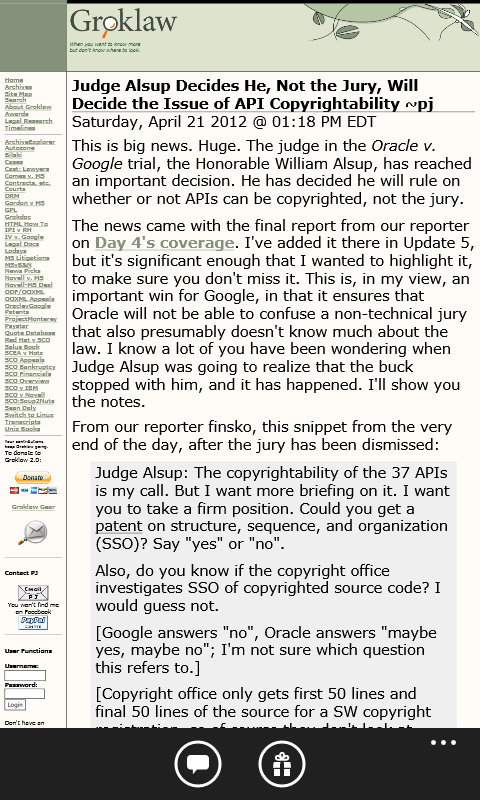 Groklaw
When you want to know more
but don't know where to look.
Home
Archives
Site Map
Search
About Groklaw
Awards
Legal Research
Timelines
ArchiveExplorer
Autozone
Bilski
Cases
Cast: Lawyers
Comes v. MS
Contracts, etc.
Courts
DRM
Gordon v MS
GPL
Grokdoc
HTML How To
IPI v RH
IV v. Google
Legal Docs
Lodsys
MS Litigations
MSvB&N
News Picks
Novell v. MS
Novell-MS Deal
ODF/OOXML
OOXML Appeals
OraclevGoogle
Patents
ProjectMonterey
Psystar
Quote Database
Red Hat v SCO
Salus Book
SCEA v Hotz
SCO Appeals
SCO Bankruptcy
SCO Financials
SCO Overview
SCO v IBM
SCO v Novell
SCO:Soup2Nuts
Sean Daly
Switch to Linux
Transcripts
Unix Books
Your contributions
keep Groklaw going.
To donate to
Groklaw 2.0:
Donate
Groklaw Gear
Contact PJ
Email
PJ
You won't find me
on Facebook
PayPal
User Functions
Username:
Password:
Login
Don't have an
Judge Alsup Decides He, Not the Jury, Will
Decide the Issue of API Copyrightability ~pj
Saturday, April 21 2012 @ 01:18 PM EDT
This is big news. Huge. The judge in the Oracle v.
Google trial, the Honorable William Alsup, has reached
an important decision. He has decided he will rule on
whether or not APIs can be copyrighted, not the jury.
The news came with the final report from our reporter
on Day 4's coverage. I've added it there in Update 5,
but it's significant enough that I wanted to highlight it,
to make sure you don't miss it. This is, in my view, an
important win for Google, in that it ensures that
Oracle will not be able to confuse a non-technical jury
that also presumably doesn't know much about the
law. I know a lot of you have been wondering when
Judge Alsup was going to realize that the buck
stopped with him, and it has happened. I'll show you
the notes.
From our reporter finsko, this snippet from the very
end of the day, after the jury has been dismissed:
Judge Alsup: The copyrightability of the 37 APIs
is my call. But I want more briefing on it. I want
you to take a firm position. Could you get a
patent on structure, sequence, and organization
(SSO)? Say "yes" or "no".
Also, do you know if the copyright office
investigates SSO of copyrighted source code? I
would guess not.
[Google answers "no", Oracle answers "maybe
yes, maybe no"; I'm not sure which question
this refers to.]
[Copyright office only gets first 50 lines and
final 50 lines of the source for a SW copyright